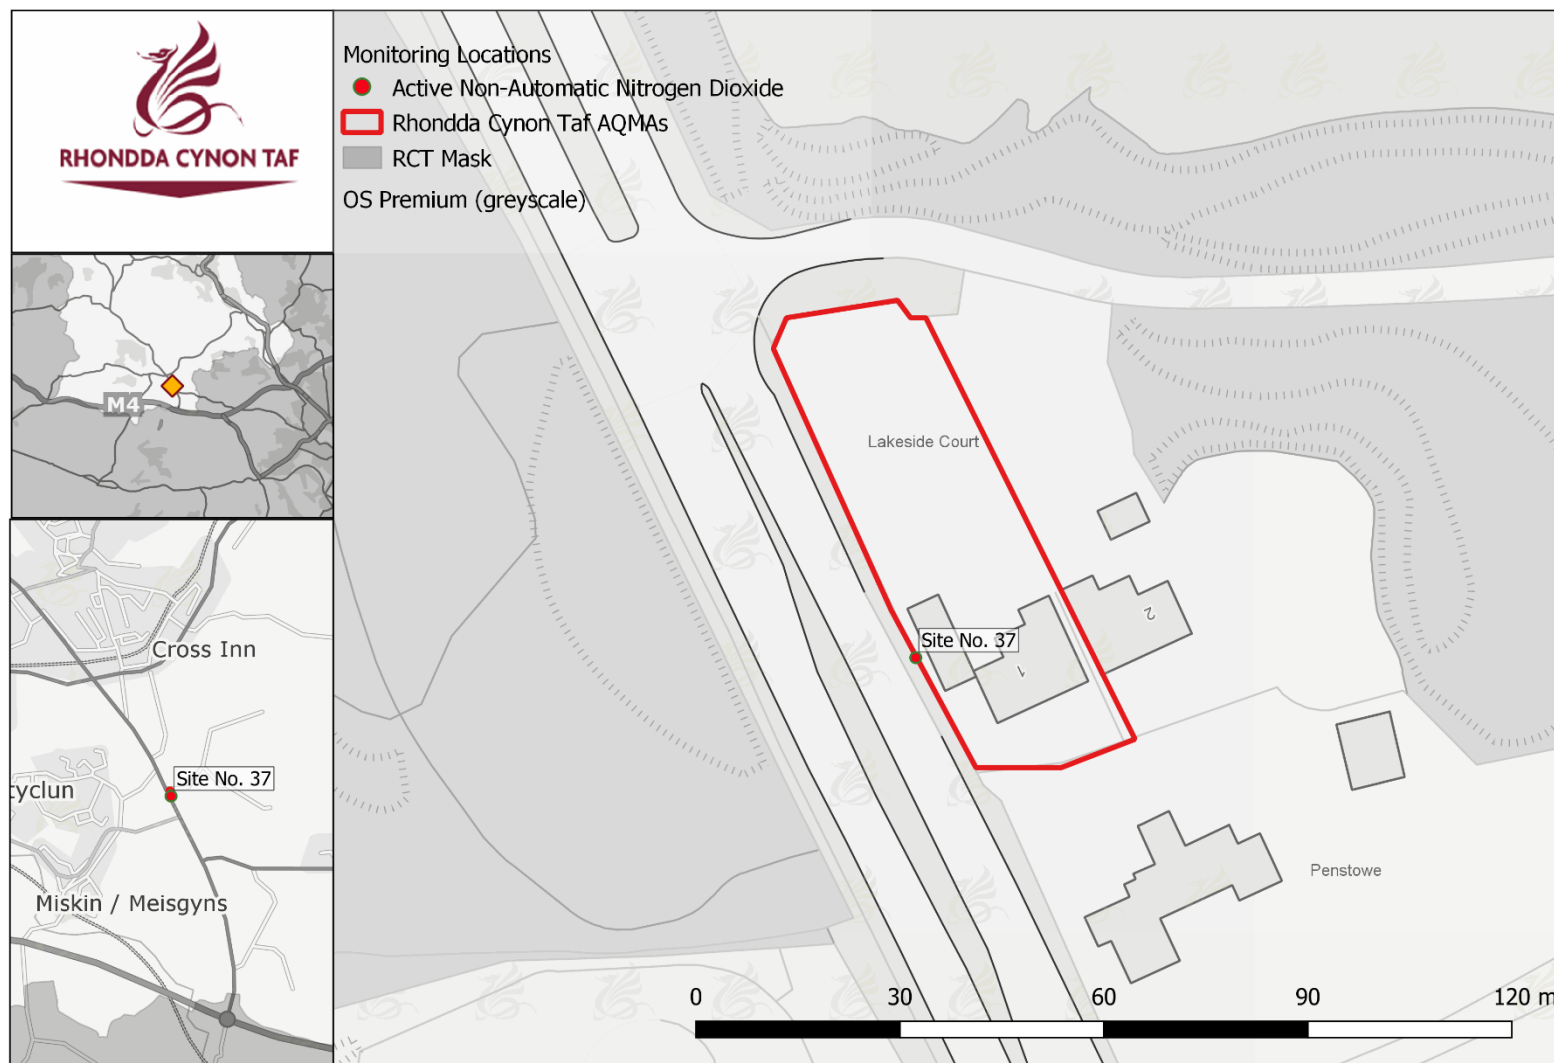 RHONDDA CYNON TAF
Monitoring Locations
Active Non-Automatic Nitrogen Dioxide
Rhondda Cynon Taf AQMAs
RCT Mask
OS Premium (greyscale)
M4
Cross Inn
Site No. 37
cyclun
Miskin / Meisgyns
Lakeside Court
2
Site No. 37
1
Penstowe
0 30 60 90 120 m